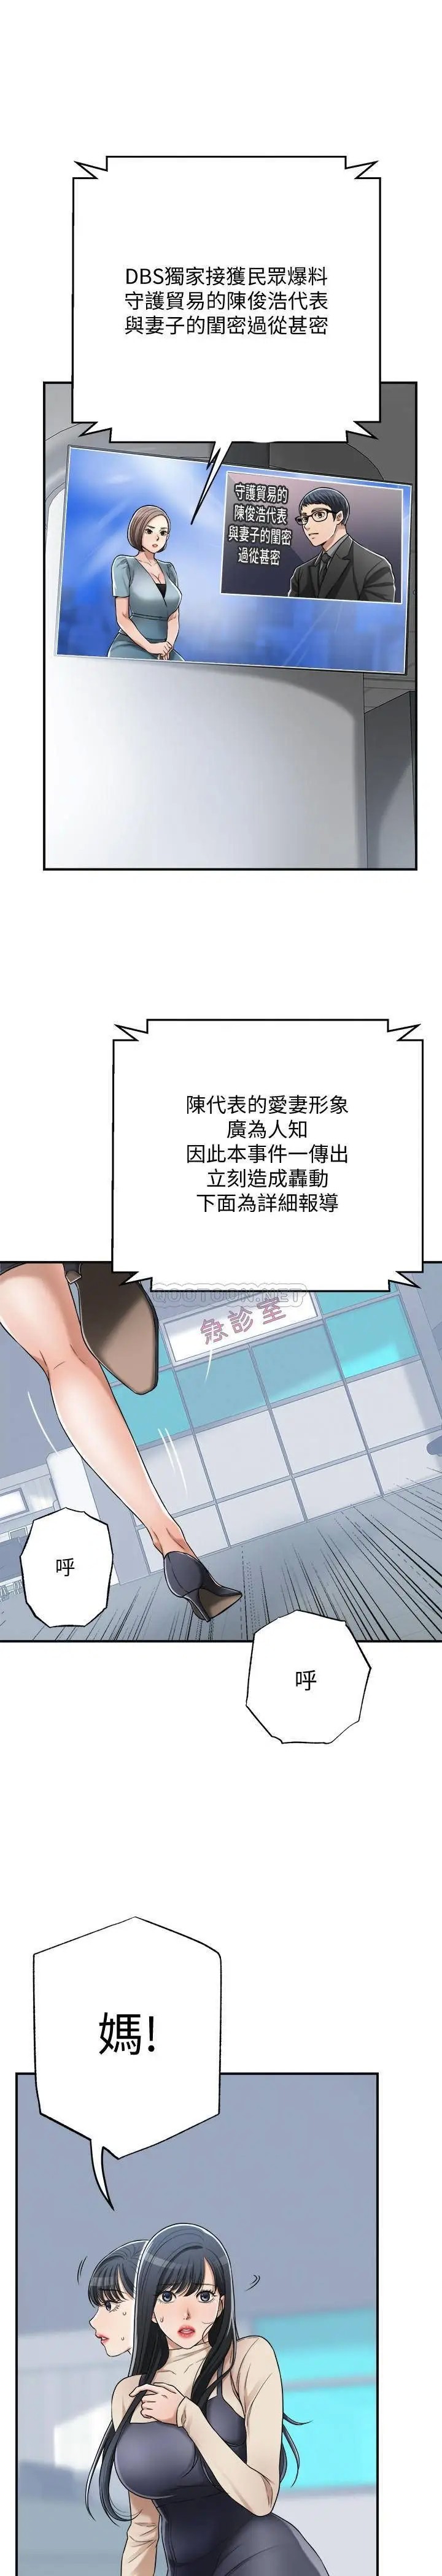 DBS獨家接獲民眾爆料
守護貿易的陳俊浩代表
與妻子的閨密過從甚密
守護貿易的
陳俊浩代表
與妻子的閨密
過從甚密
陳代表的愛妻形象
廣為人知
因此本事件一傳出
立刻造成轟動
下面為詳細報導
急診室
呼
呼
媽!